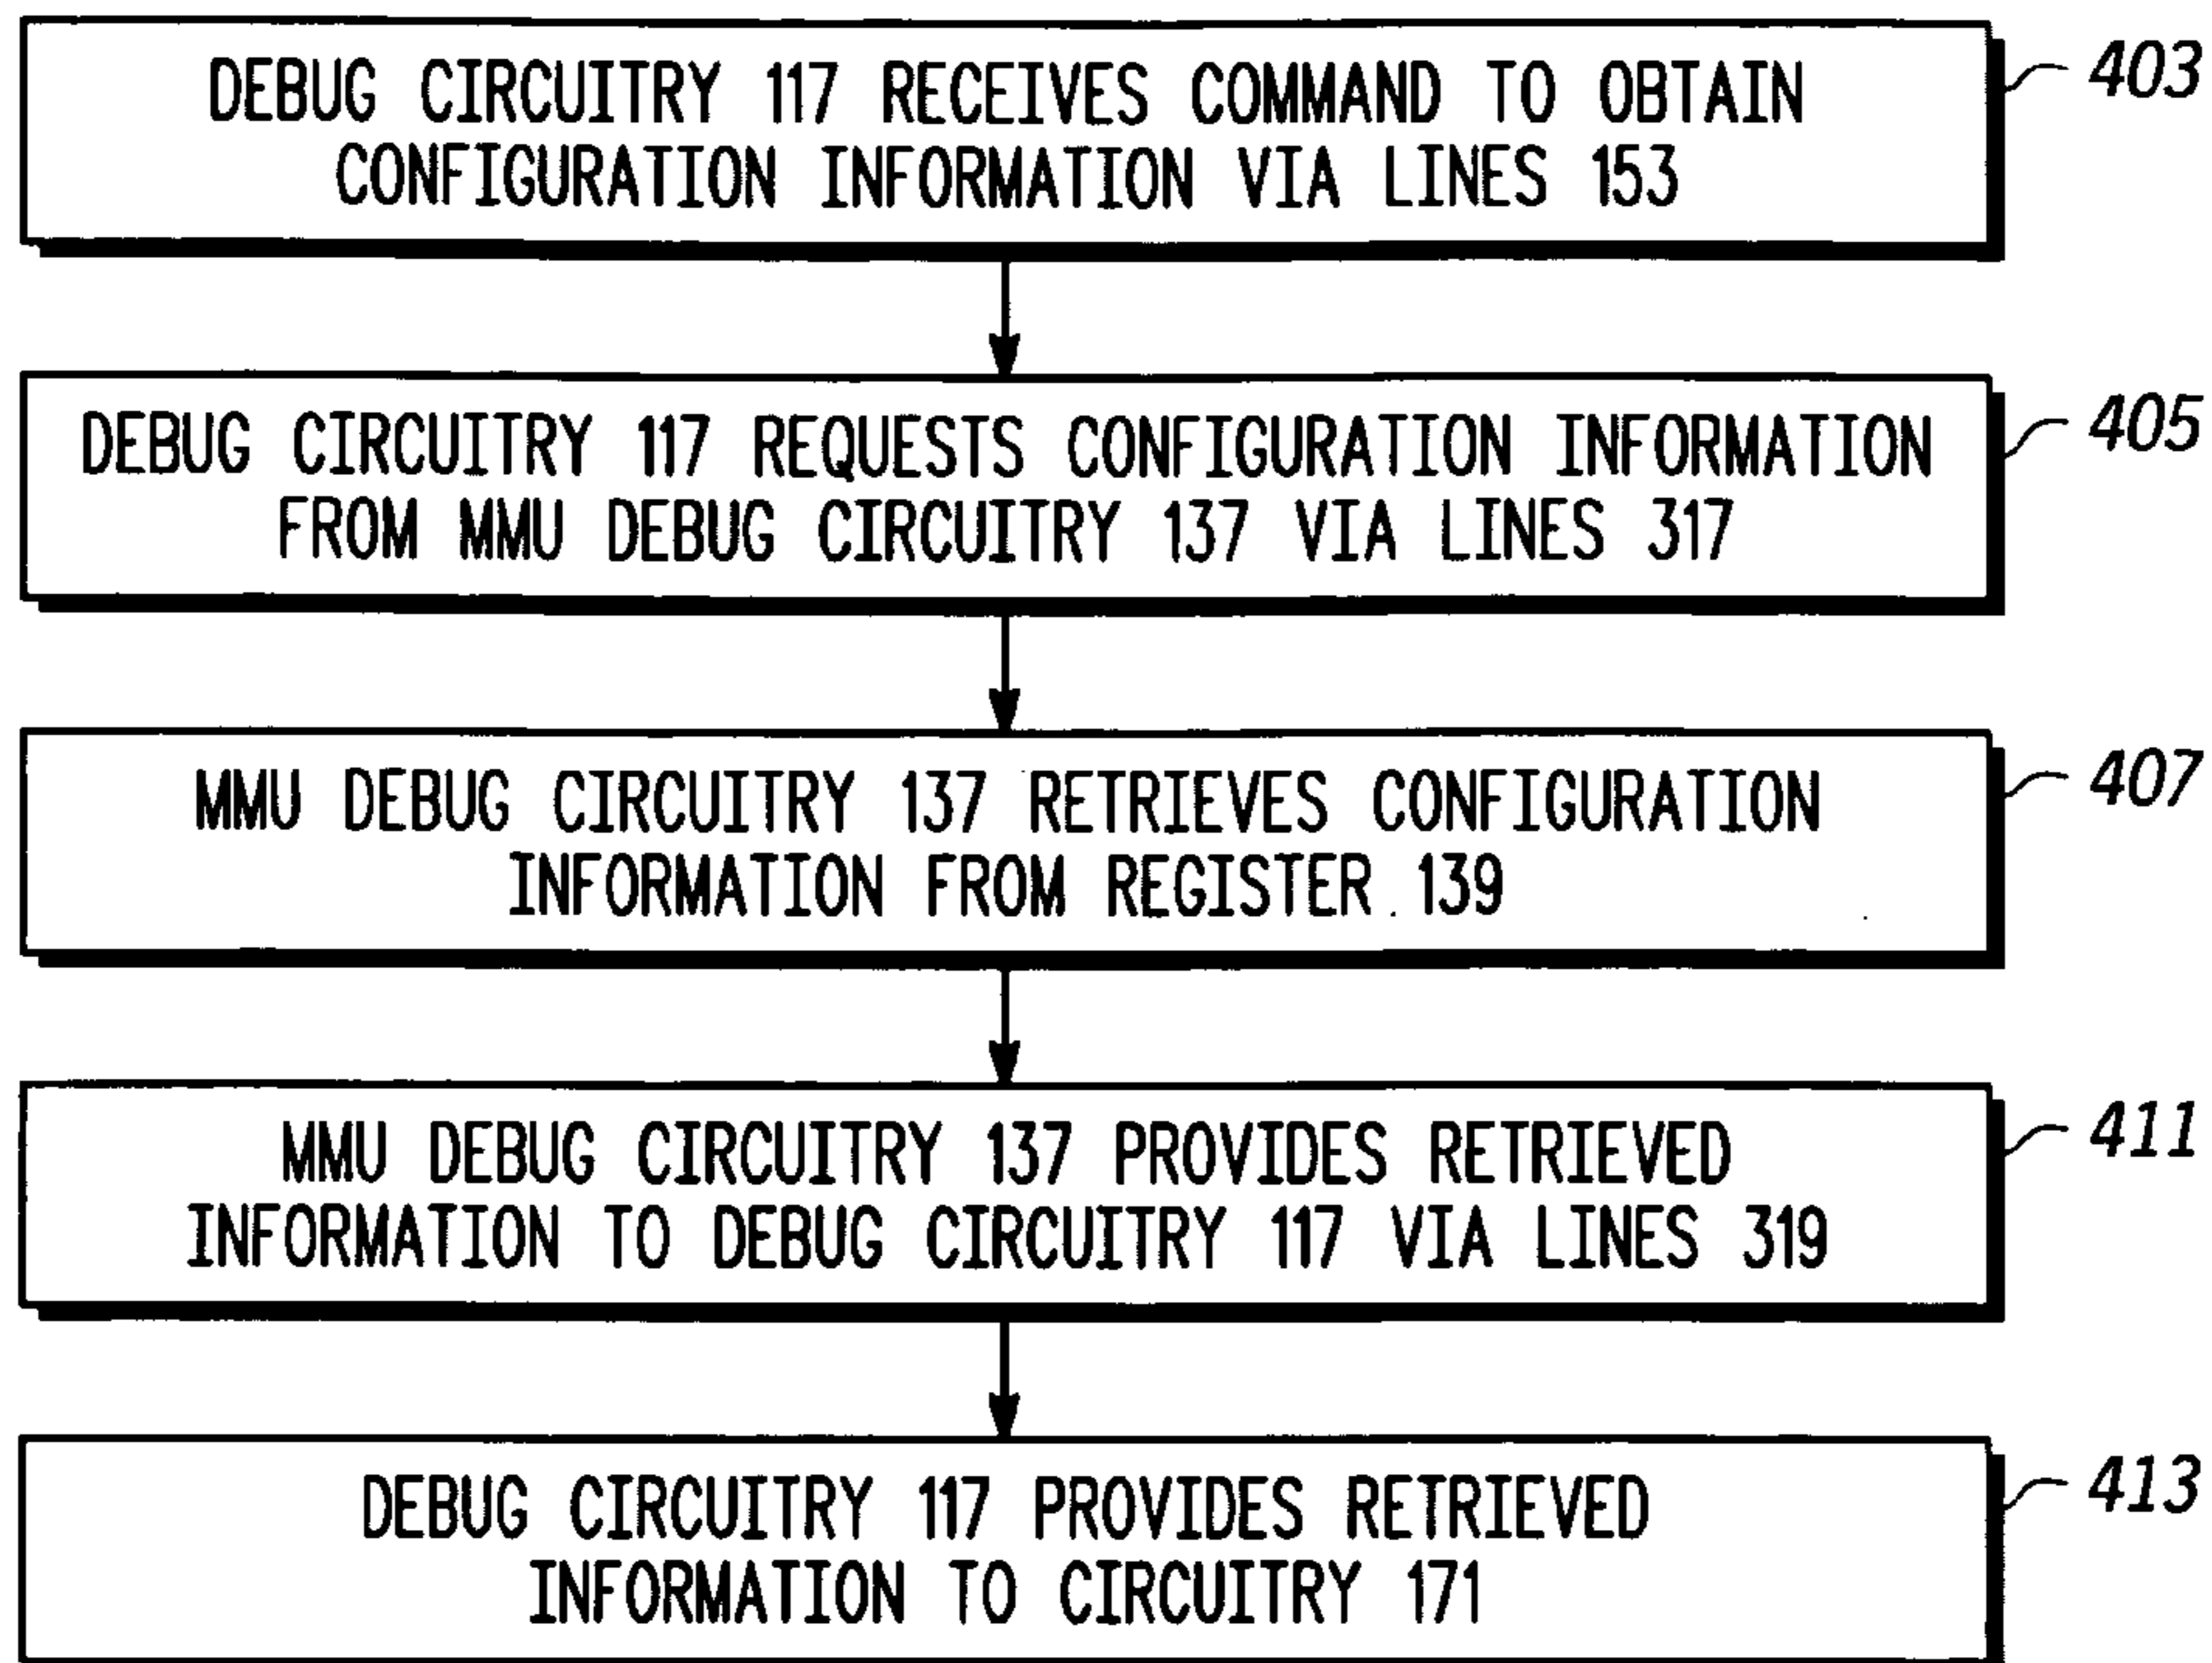 DEBUG CIRCUITRY 117 RECEIVES COMMAND TO OBTAIN
CONFIGURATION INFORMATION VIA LINES 153
403
DEBUG CIRCUITRY 117 REQUESTS CONFIGURATION INFORMATION
FROM MMU DEBUG CIRCUITRY 137 VIA LINES 317
405
MMU DEBUG CIRCUITRY 137 RETRIEVES CONFIGURATION
INFORMATION FROM REGISTER 139
407
MMU DEBUG CIRCUITRY 137 PROVIDES RETRIEVED
INFORMATION TO DEBUG CIRCUITRY 117 VIA LINES 319
411
DEBUG CIRCUITRY 117 PROVIDES RETRIEVED
INFORMATION TO CIRCUITRY 171
413